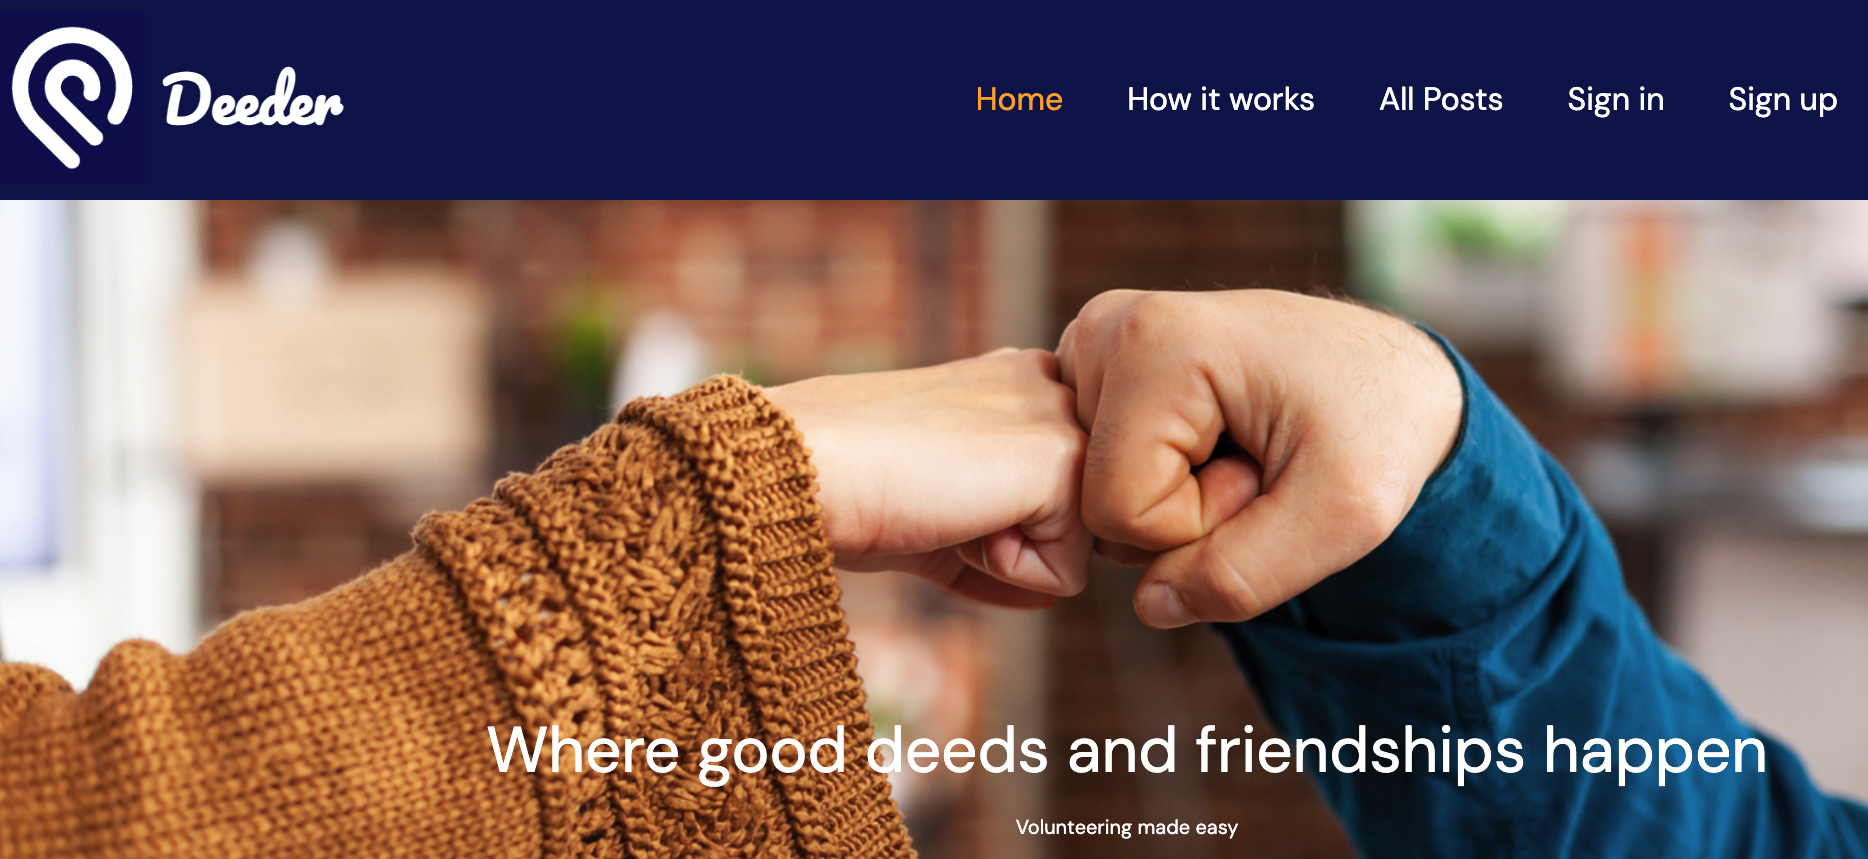 Deeder
Home How it works All Posts Sign in Sign up
Where good deeds and friendships happen
Volunteering made easy